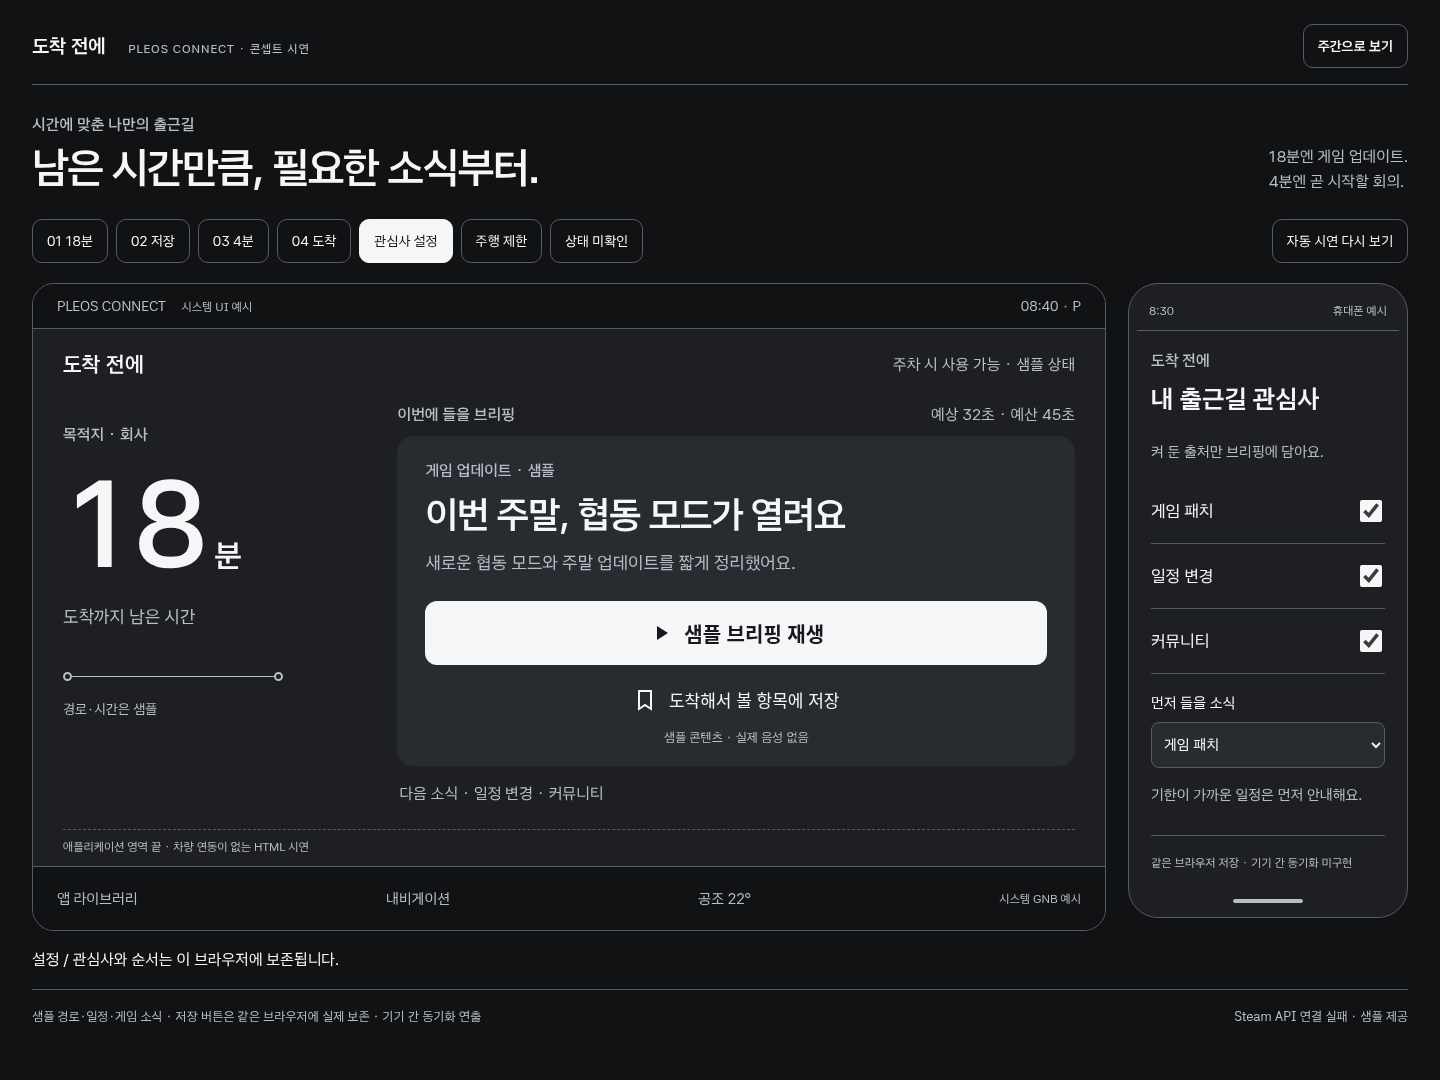 도착 전에
PLEOS CONNECT · 콘셉트 시연
주간으로 보기
시간에 맞춘 나만의 출근길
남은 시간만큼, 필요한 소식부터.
18분엔 게임 업데이트.
4분엔 곧 시작할 회의.
01 18분
02 저장
03 4분
04 도착
관심사 설정
주행 제한
상태 미확인
자동 시연 다시 보기
PLEOS CONNECT 시스템 UI 예시
08:40 · P
도착 전에
주차 시 사용 가능 · 샘플 상태
목적지 · 회사
18분
도착까지 남은 시간
경로·시간은 샘플
이번에 들을 브리핑
예상 32초 · 예산 45초
게임 업데이트 · 샘플
이번 주말, 협동 모드가 열려요
새로운 협동 모드와 주말 업데이트를 짧게 정리했어요.
샘플 브리핑 재생
도착해서 볼 항목에 저장
샘플 콘텐츠 · 실제 음성 없음
다음 소식 · 일정 변경 · 커뮤니티
애플리케이션 영역 끝 · 차량 연동이 없는 HTML 시연
앱 라이브러리
내비게이션
공조 22°
시스템 GNB 예시
8:30
휴대폰 예시
도착 전에
내 출근길 관심사
켜 둔 출처만 브리핑에 담아요.
게임 패치
일정 변경
커뮤니티
먼저 들을 소식
게임 패치
기한이 가까운 일정은 먼저 안내해요.
같은 브라우저 저장 · 기기 간 동기화 미구현
설정 / 관심사와 순서는 이 브라우저에 보존됩니다.
샘플 경로·일정·게임 소식 · 저장 버튼은 같은 브라우저에 실제 보존 · 기기 간 동기화 연출
Steam API 연결 실패 · 샘플 제공